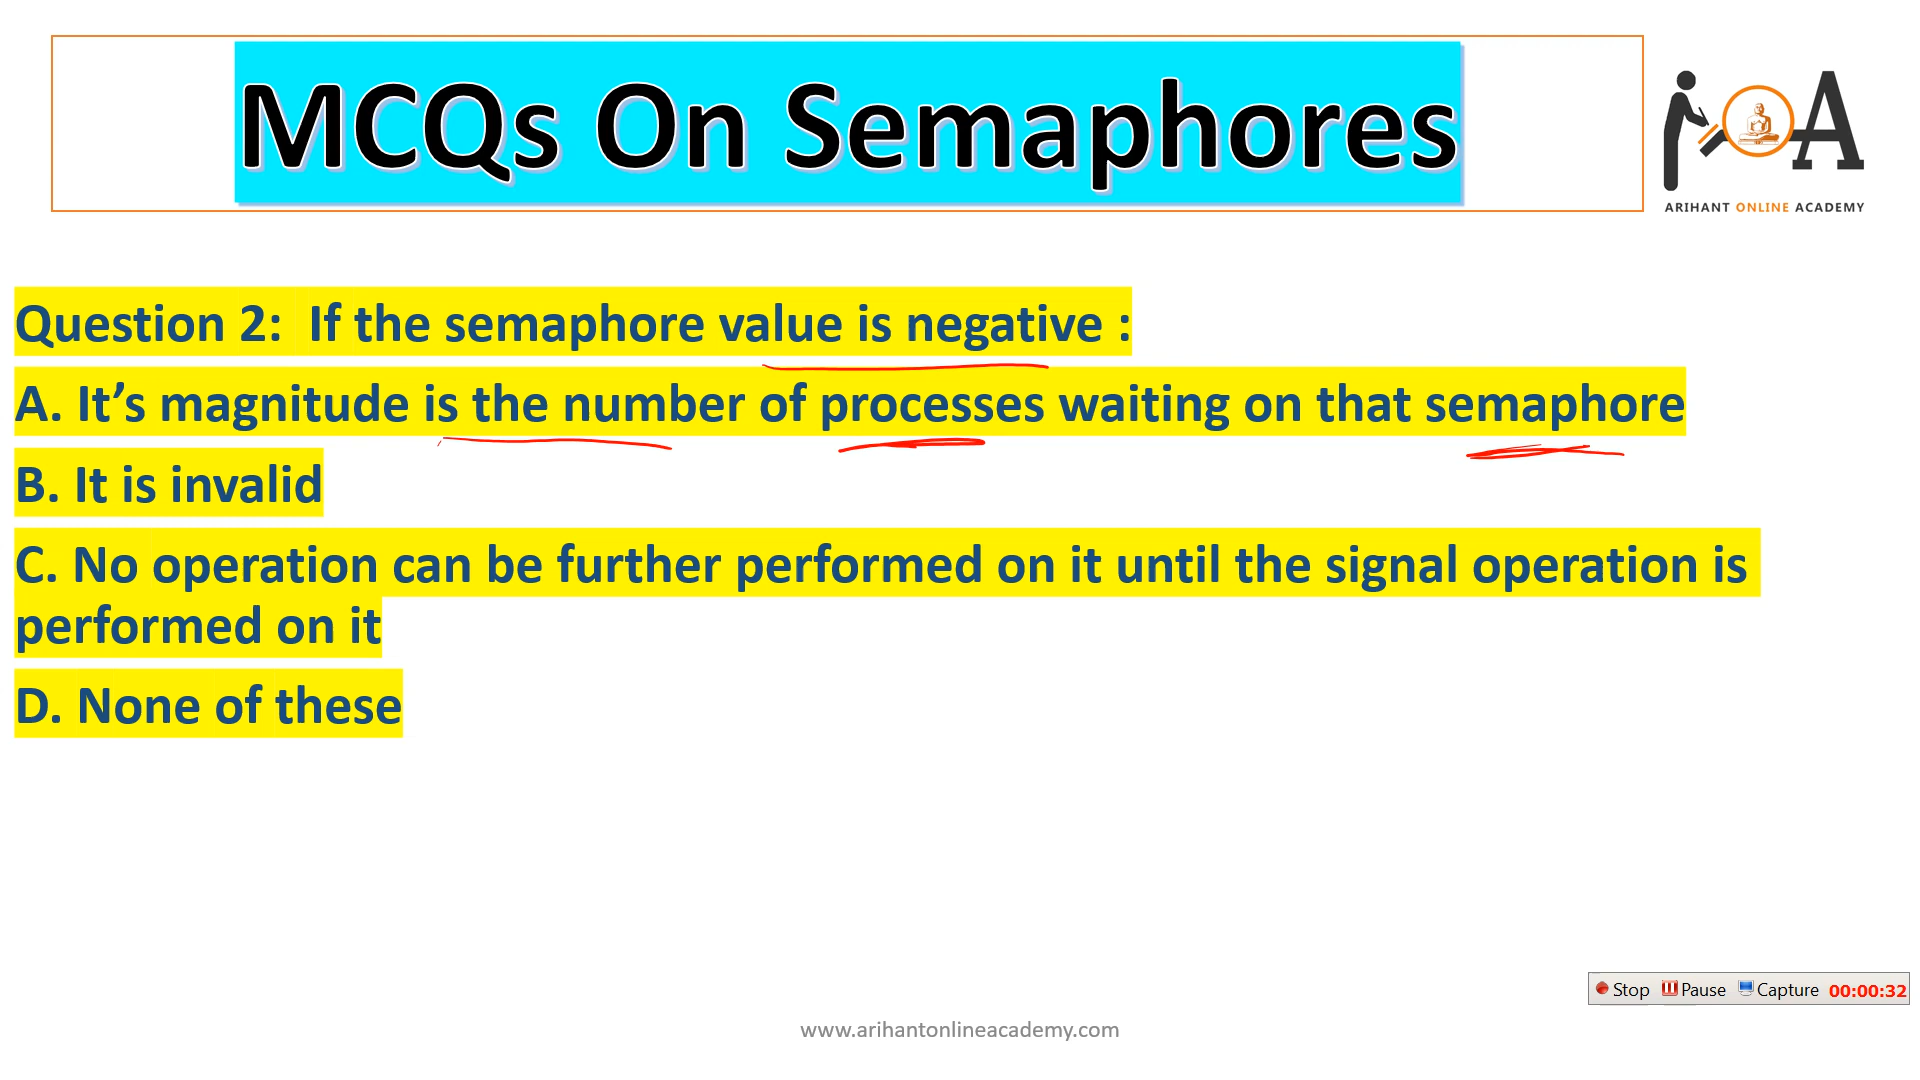 MCQs On Semaphores
ARIHANT ONLINE ACADEMY
Question 2: If the semaphore value is negative :
A. It’s magnitude is the number of processes waiting on that semaphore
B. It is invalid
C. No operation can be further performed on it until the signal operation is
performed on it
D. None of these
Stop Pause Capture 00:00:32
www.arihantonlineacademy.com